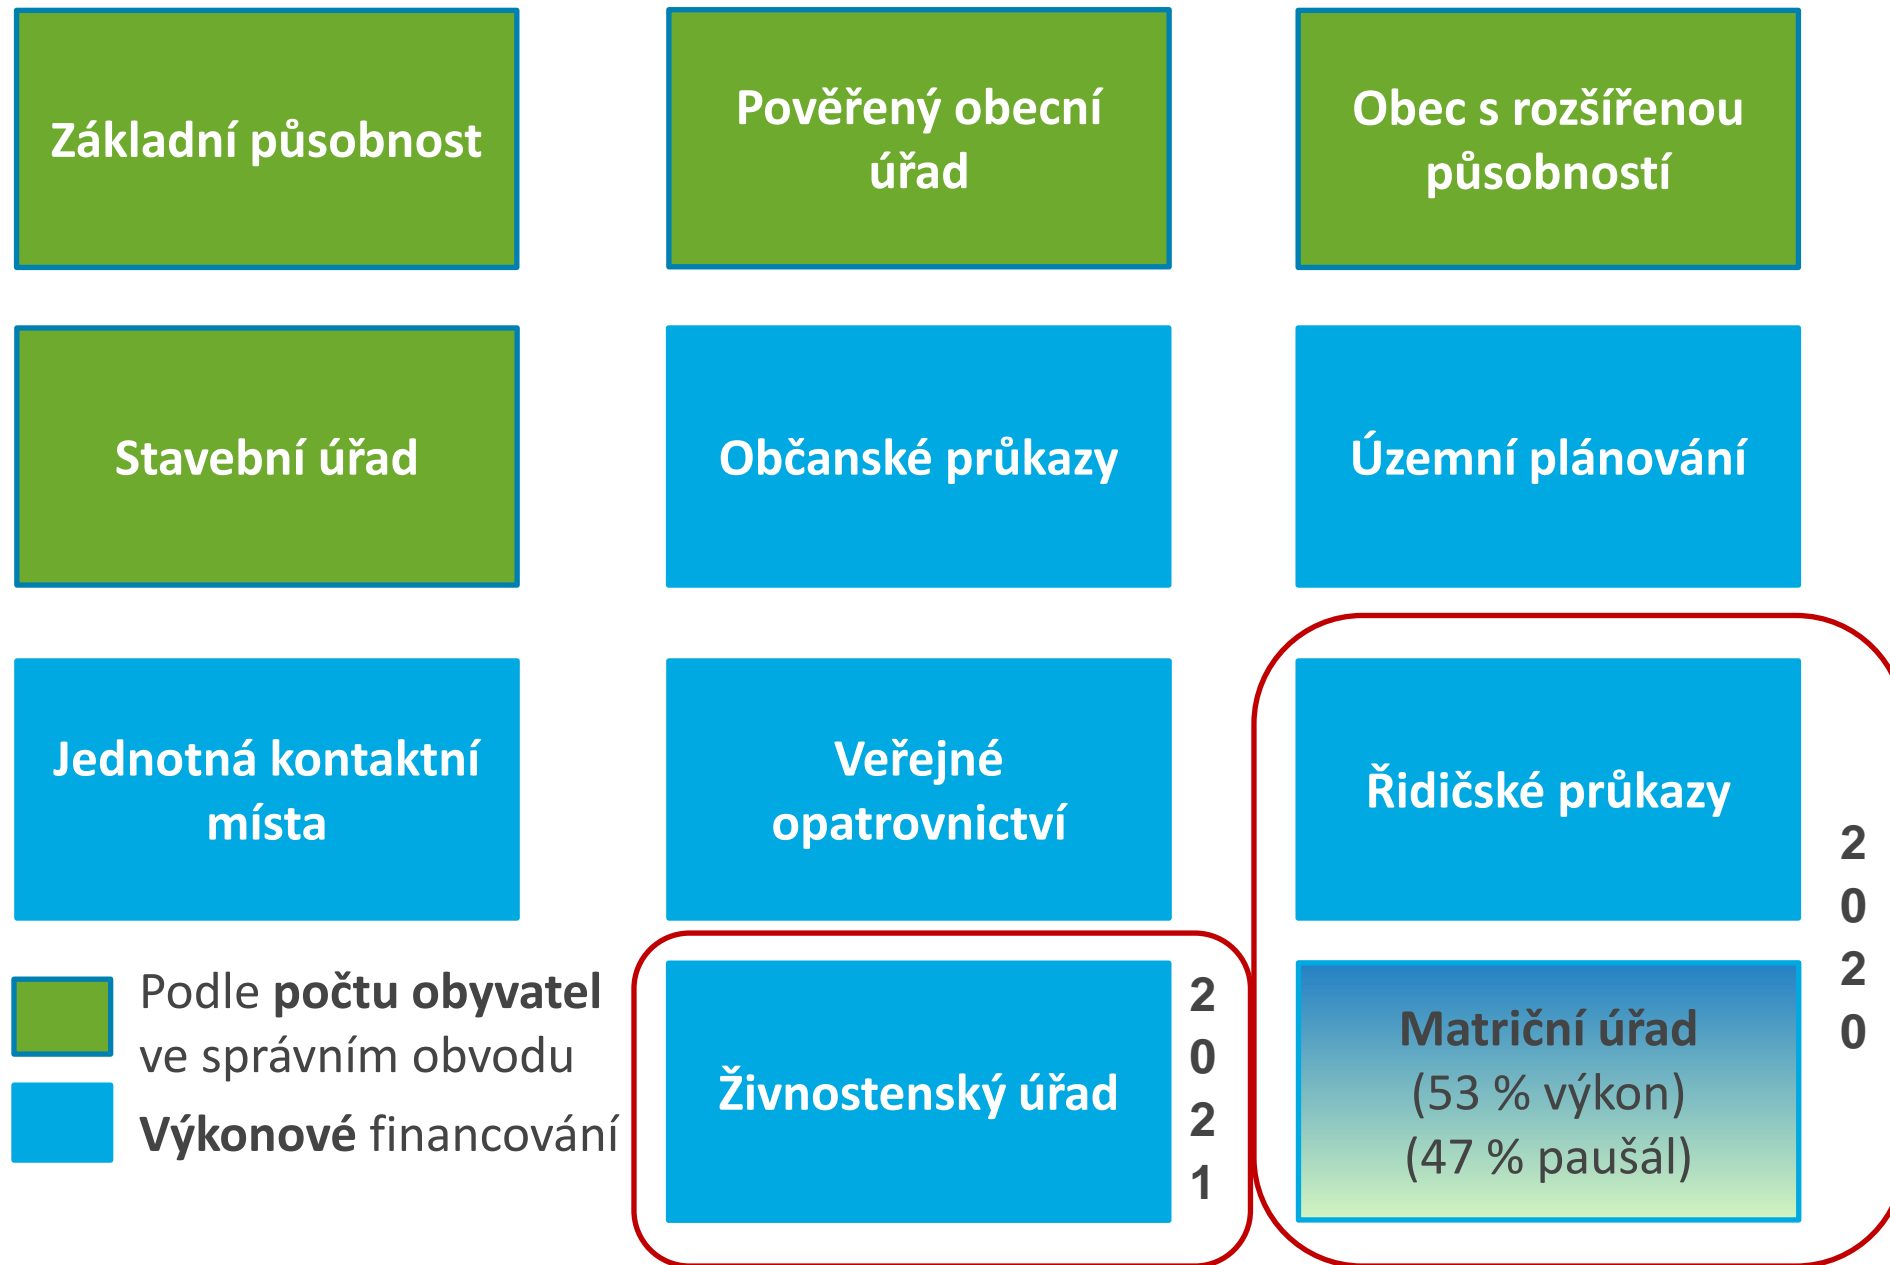 Základní působnost
Pověřený obecní
úřad
Obec s rozšířenou
působností
Stavební úřad
Občanské průkazy
Územní plánování
Jednotná kontaktní
místa
Veřejné
opatrovnictví
Řidičské průkazy
2
0
2
0
Podle počtu obyvatel
ve správním obvodu
Výkonové financování
Živnostenský úřad
2
0
2
1
Matriční úřad
(53 % výkon)
(47 % paušál)